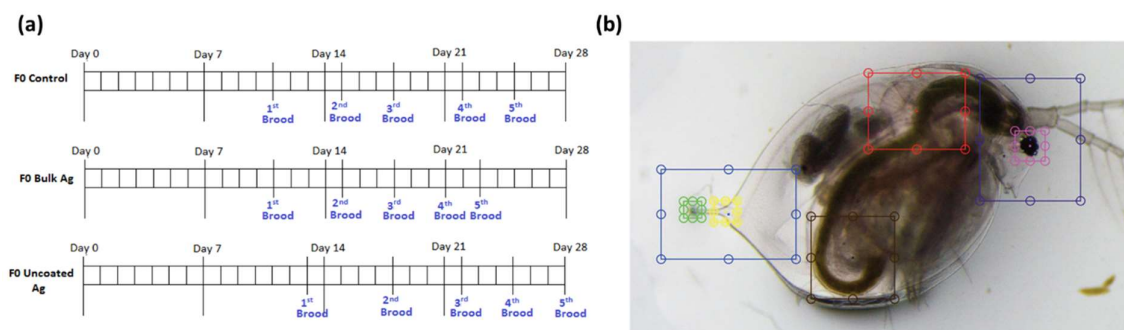 (a)
(b)
Day 0 Day 7 Day 14 Day 21 Day 28
F0 Control
1st Brood 2nd Brood 3rd Brood 4th Brood 5th Brood
Day 0 Day 7 Day 14 Day 21 Day 28
F0 Bulk Ag
1st Brood 2nd Brood 3rd Brood 4th Brood 5th Brood
Day 0 Day 7 Day 14 Day 21 Day 28
F0 Uncoated
Ag
1st Brood 2nd Brood 3rd Brood 4th Brood 5th Brood